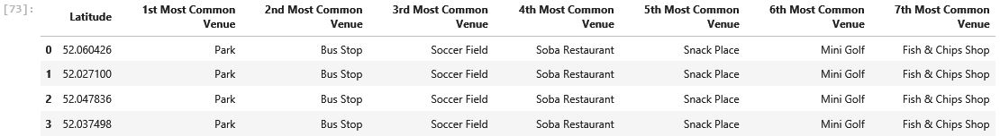 [73]:
Latitude 1st Most Common Venue 2nd Most Common Venue 3rd Most Common Venue 4th Most Common Venue 5th Most Common Venue 6th Most Common Venue 7th Most Common Venue
0 52.060426 Park Bus Stop Soccer Field Soba Restaurant Snack Place Mini Golf Fish & Chips Shop
1 52.027100 Park Bus Stop Soccer Field Soba Restaurant Snack Place Mini Golf Fish & Chips Shop
2 52.047836 Park Bus Stop Soccer Field Soba Restaurant Snack Place Mini Golf Fish & Chips Shop
3 52.037498 Park Bus Stop Soccer Field Soba Restaurant Snack Place Mini Golf Fish & Chips Shop